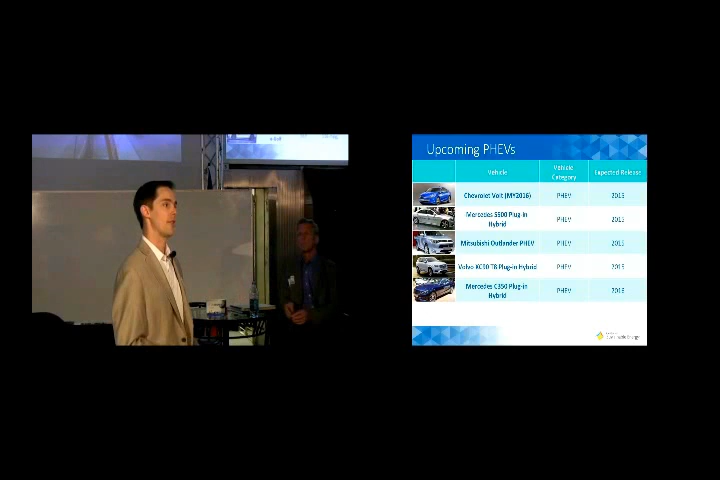 Upcoming PHEVs
Vehicle
Vehicle
Category
Expected Release
Chevrolet Volt (MY2016)
PHEV
2015
Mercedes S500 Plug-in
Hybrid
PHEV
2015
Mitsubishi Outlander PHEV
PHEV
2015
Volvo XC90 T8 Plug-in Hybrid
PHEV
2015
Mercedes C350 Plug-in
Hybrid
PHEV
2016
Energy